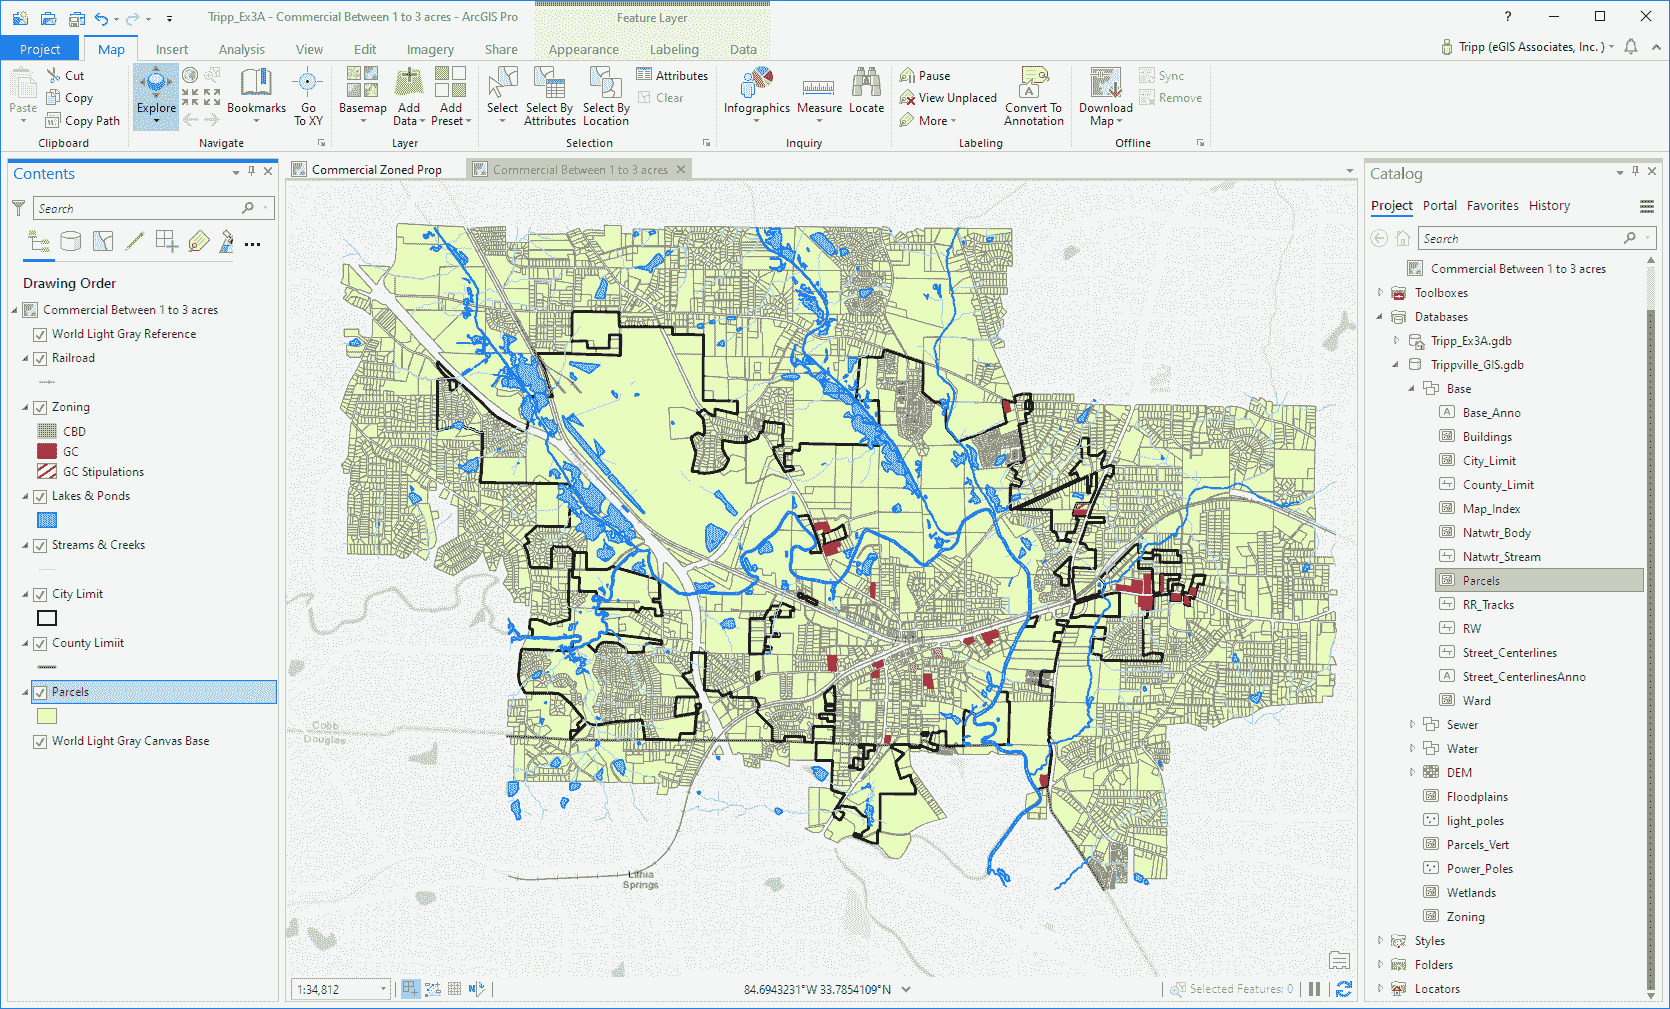 Tripp_Ex3A - Commercial Between 1 to 3 acres - ArcGIS Pro
Feature Layer
?
Project Map Insert Analysis View Edit Imagery Share Appearance Labeling Data
Tripp (eGIS Associates, Inc. )
Paste
Cut
Copy
Copy Path
Clipboard
Explore
Bookmarks
Go To XY
Navigate
Basemap
Add Data
Add Preset
Layer
Select
Select By Attributes
Select By Location
Attributes
Clear
Selection
Infographics
Measure
Locate
Inquiry
Pause
View Unplaced
More
Convert To Annotation
Labeling
Download Map
Sync
Remove
Offline
Contents
Search
Drawing Order
Commercial Between 1 to 3 acres
World Light Gray Reference
Railroad
Zoning
CBD
GC
GC Stipulations
Lakes & Ponds
Streams & Creeks
City Limit
County Limiit
Parcels
World Light Gray Canvas Base
Commercial Zoned Prop
Commercial Between 1 to 3 acres
Cobb
Douglas
Lithia
Springs
1:34,812
84.6943231°W 33.7854109°N
Selected Features: 0
Catalog
Project Portal Favorites History
Search
Commercial Between 1 to 3 acres
Toolboxes
Databases
Tripp_Ex3A.gdb
Trippville_GIS.gdb
Base
Base_Anno
Buildings
City_Limit
County_Limit
Map_Index
Natwtr_Body
Natwtr_Stream
Parcels
RR_Tracks
RW
Street_Centerlines
Street_CenterlinesAnno
Ward
Sewer
Water
DEM
Floodplains
light_poles
Parcels_Vert
Power_Poles
Wetlands
Zoning
Styles
Folders
Locators